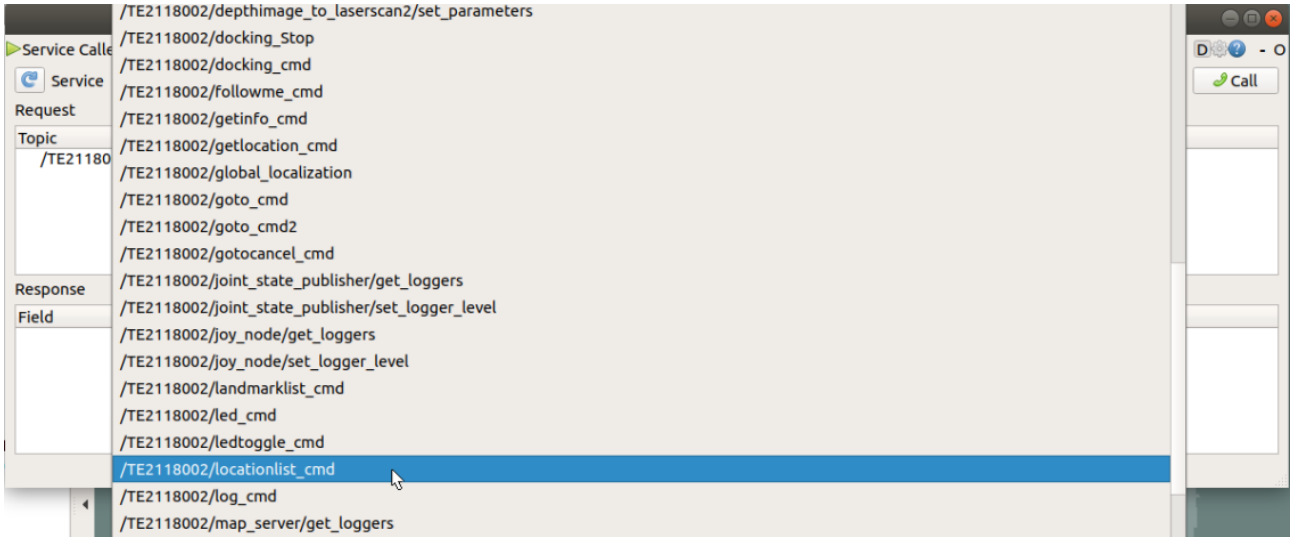 /TE2118002/depthimage_to_laserscan2/set_parameters
Service Calle
/TE2118002/docking_Stop
D - O
/TE2118002/docking_cmd
Service
Call
/TE2118002/followme_cmd
Request
/TE2118002/getinfo_cmd
Topic
/TE2118002/getlocation_cmd
/TE21180
/TE2118002/global_localization
/TE2118002/goto_cmd
/TE2118002/goto_cmd2
/TE2118002/gotocancel_cmd
/TE2118002/joint_state_publisher/get_loggers
Response
/TE2118002/joint_state_publisher/set_logger_level
Field
/TE2118002/joy_node/get_loggers
/TE2118002/joy_node/set_logger_level
/TE2118002/landmarklist_cmd
/TE2118002/led_cmd
/TE2118002/ledtoggle_cmd
/TE2118002/locationlist_cmd
/TE2118002/log_cmd
/TE2118002/map_server/get_loggers